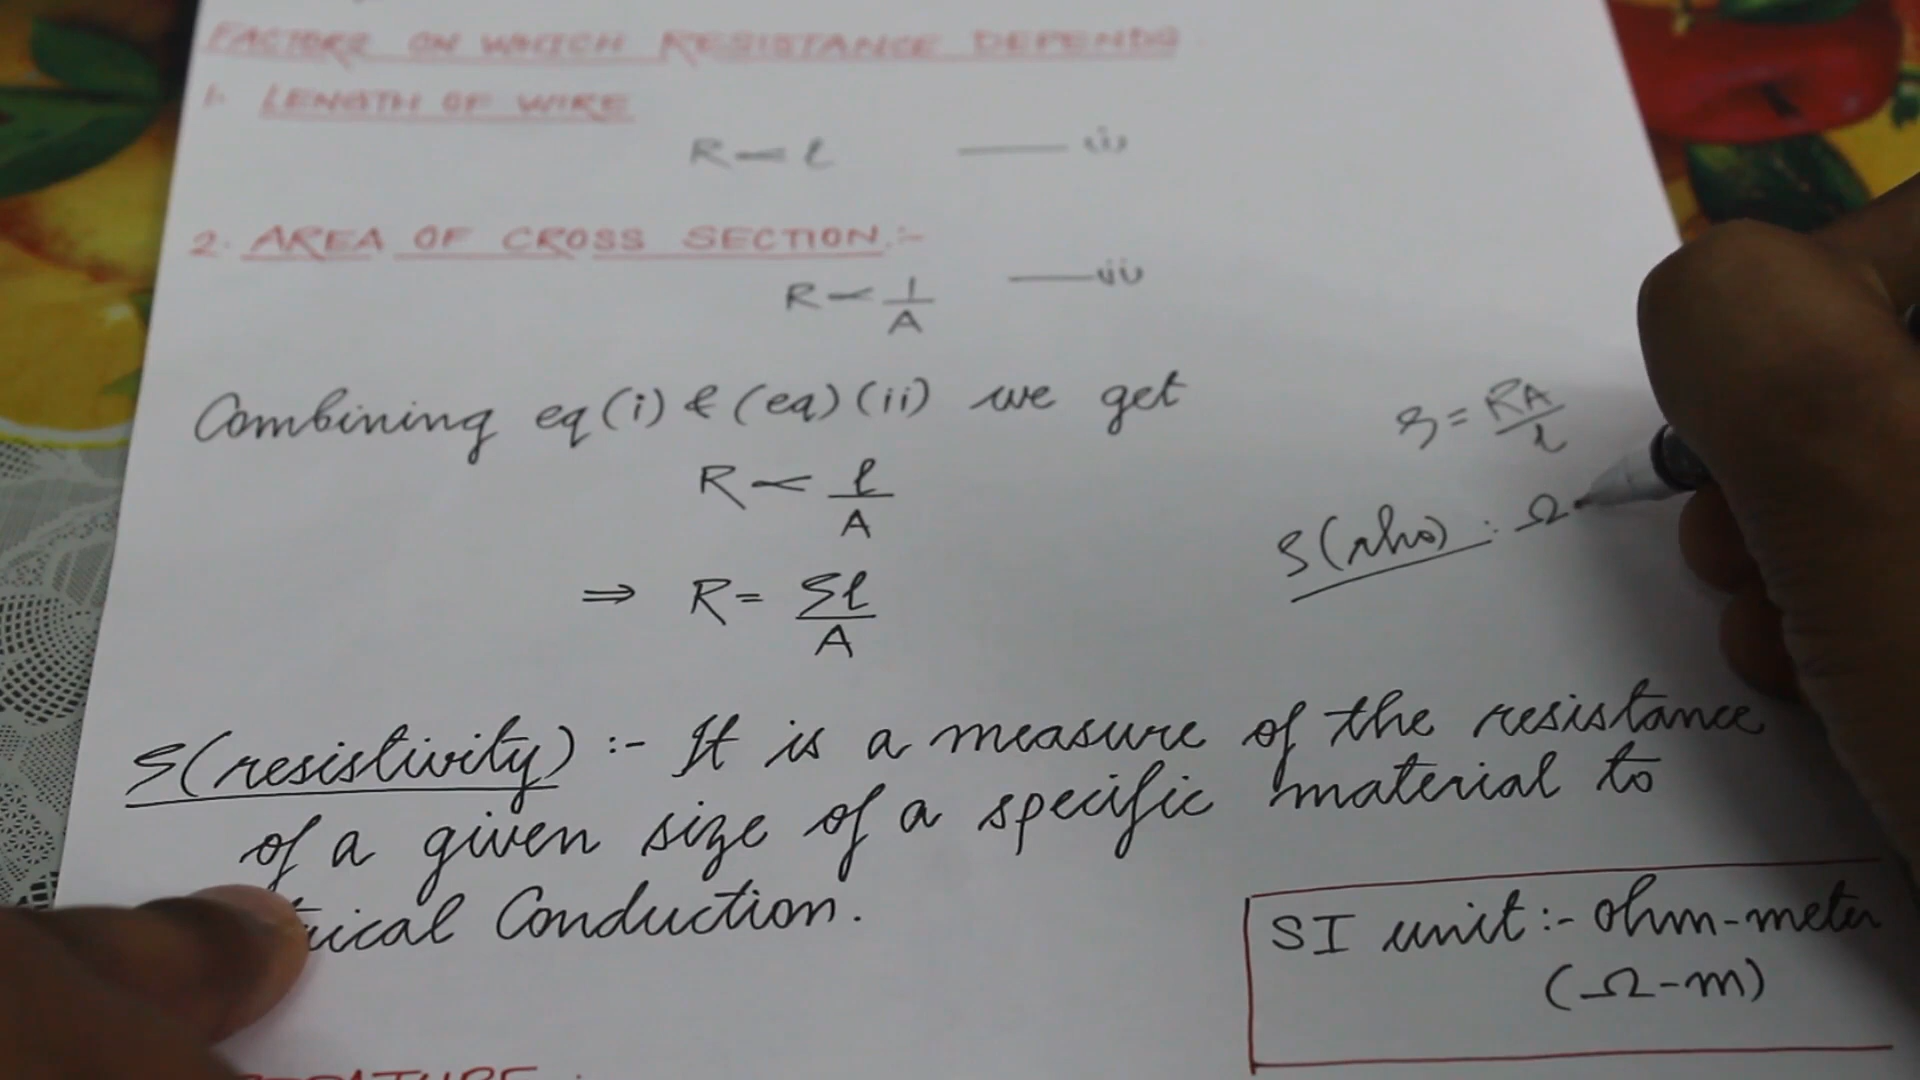 FACTORS ON WHICH RESISTANCE DEPENDS
1. LENGTH OF WIRE
R ∝ l —— (i)
2. AREA OF CROSS SECTION :-
R ∝ 1/A —— (ii)
Combining eq (i) & (eq) (ii) we get
R ∝ l/A
ρ = RA/l
⇒ R = ρl/A
ρ (rho) : Ω
ρ (resistivity) :- It is a measure of the resistance
of a given size of a specific material to
Conduction.
SI unit :- ohm-meter
(Ω-m)